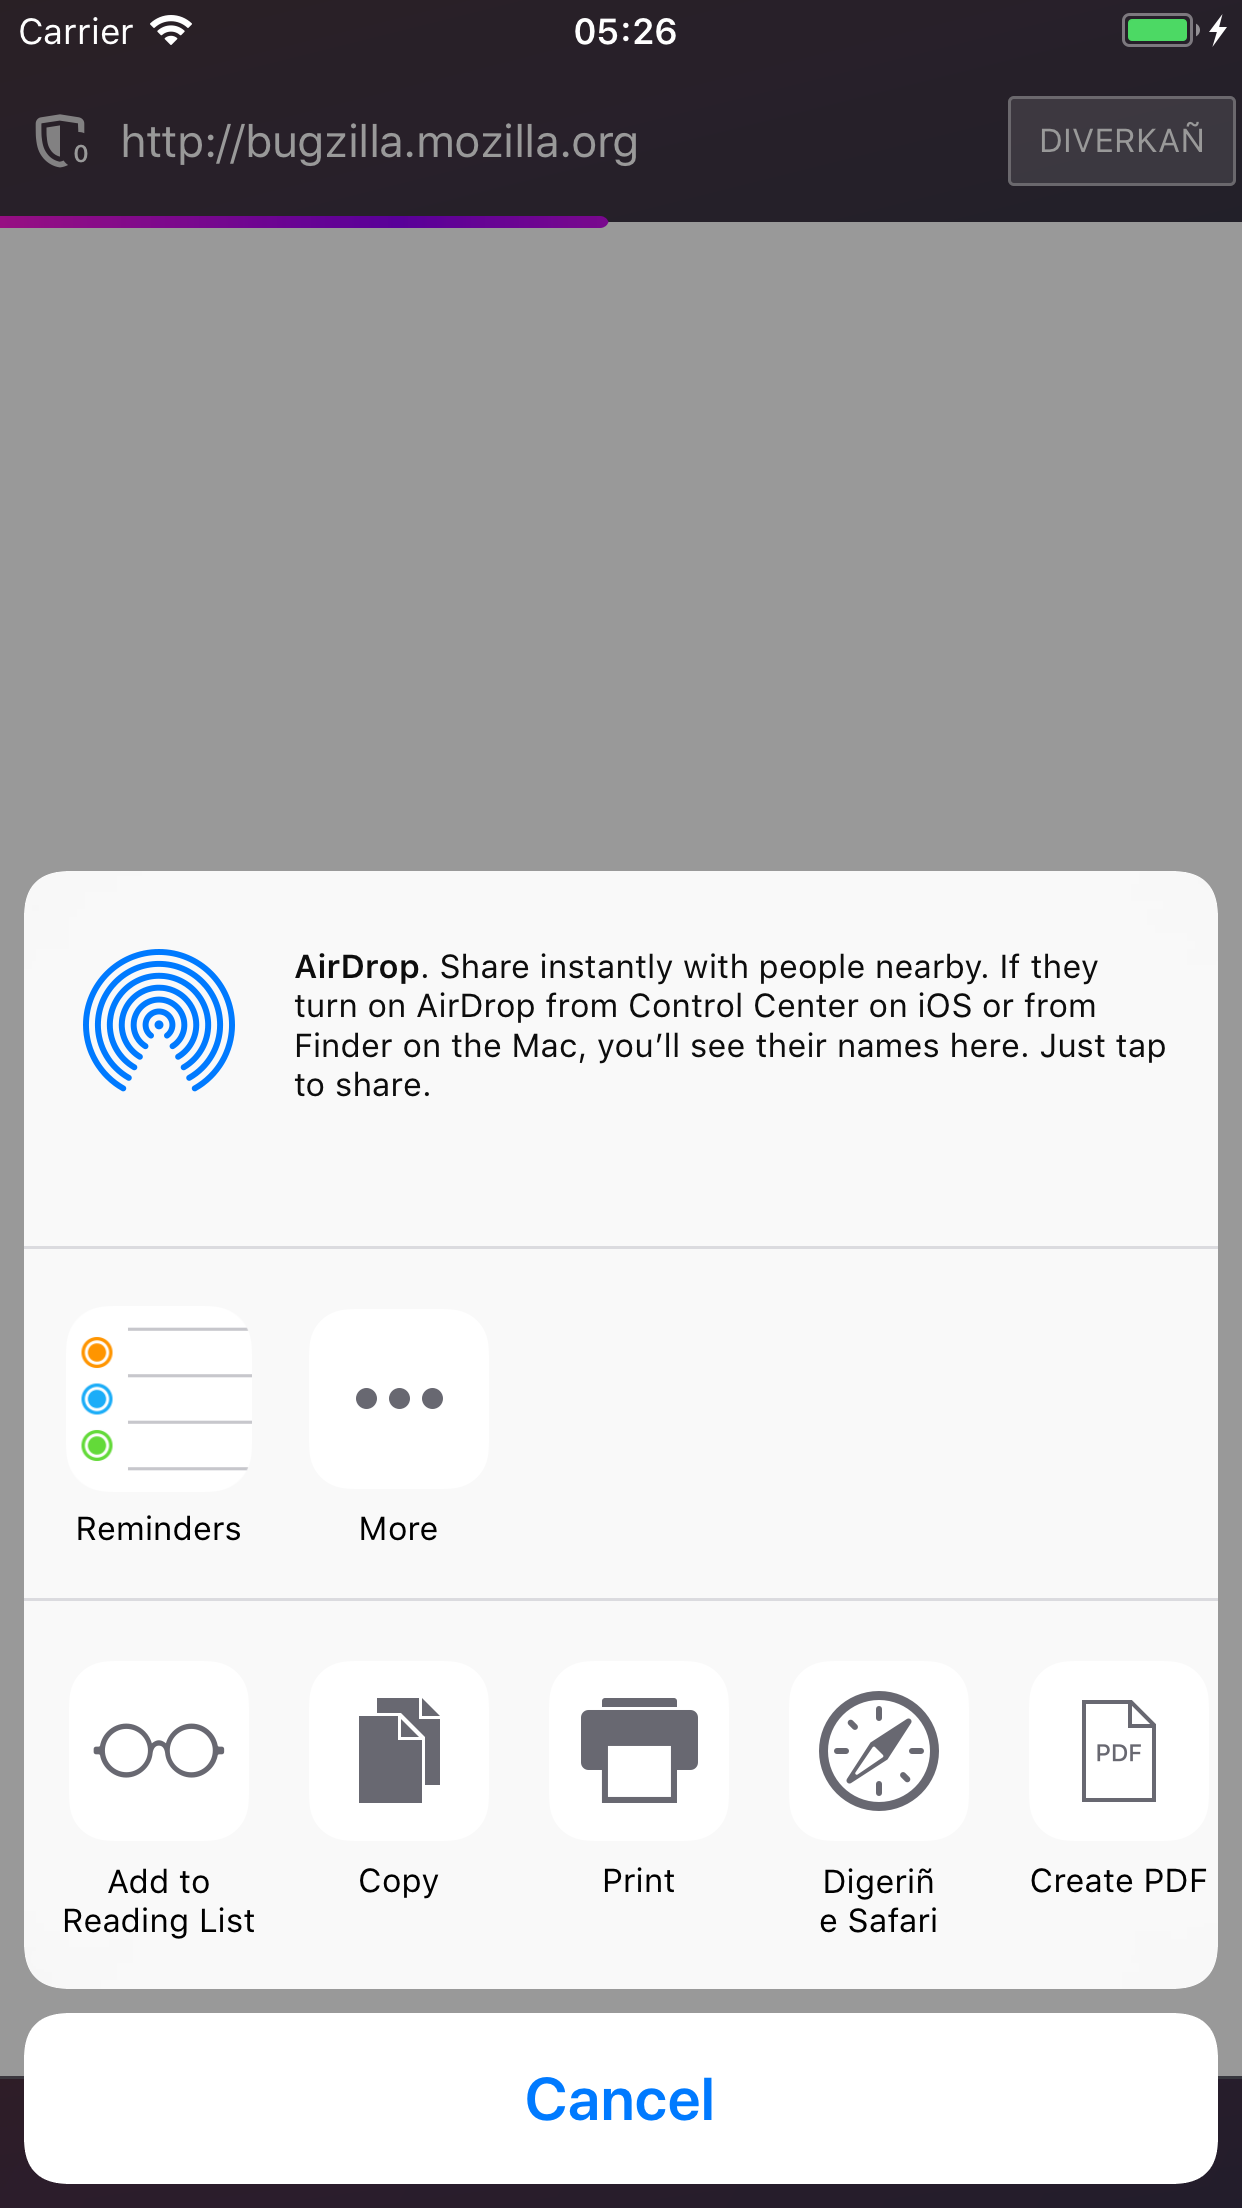 Carrier
05:26
0
http://bugzilla.mozilla.org
DIVERKAÑ
AirDrop. Share instantly with people nearby. If they
turn on AirDrop from Control Center on iOS or from
Finder on the Mac, you’ll see their names here. Just tap
to share.
Reminders
More
PDF
Add to
Reading List
Copy
Print
Digeriñ
e Safari
Create PDF
Cancel